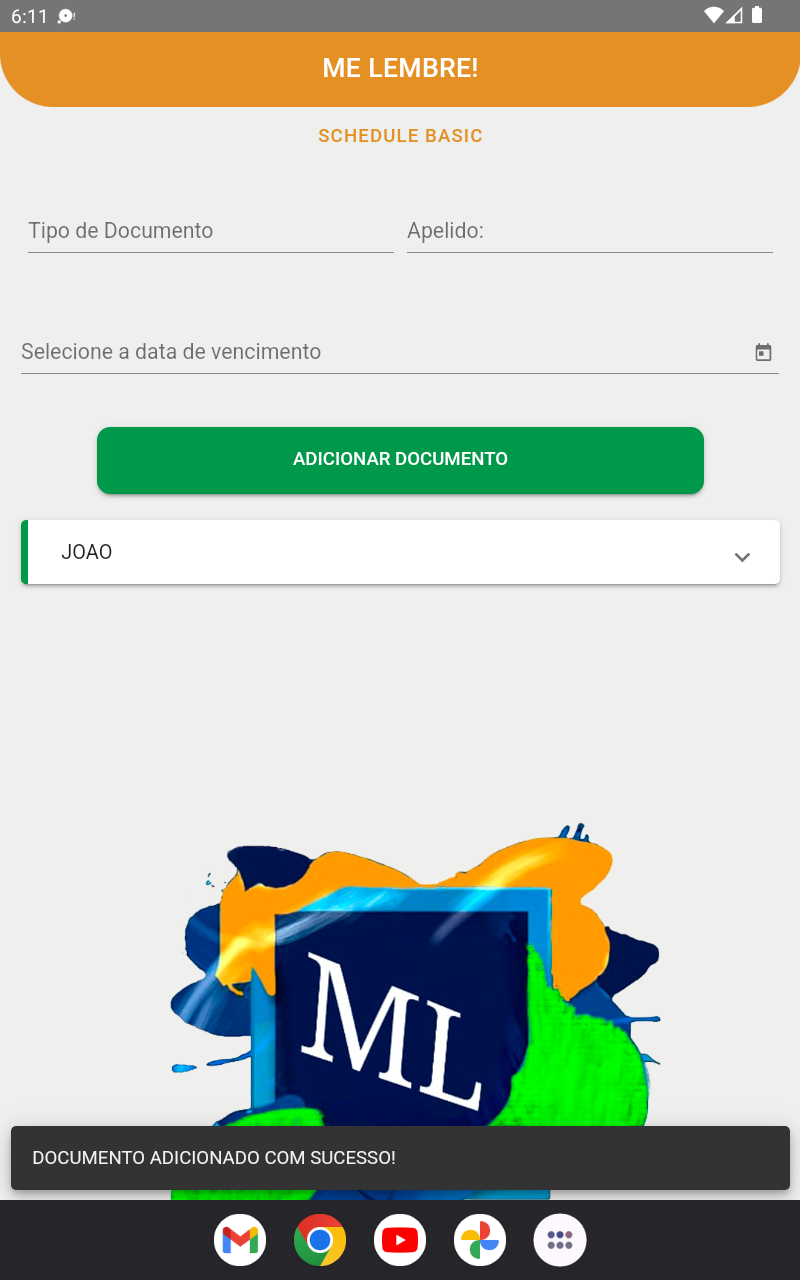 6:11
ME LEMBRE!
SCHEDULE BASIC
Tipo de Documento Apelido:
Selecione a data de vencimento
ADICIONAR DOCUMENTO
JOAO
ML
DOCUMENTO ADICIONADO COM SUCESSO!